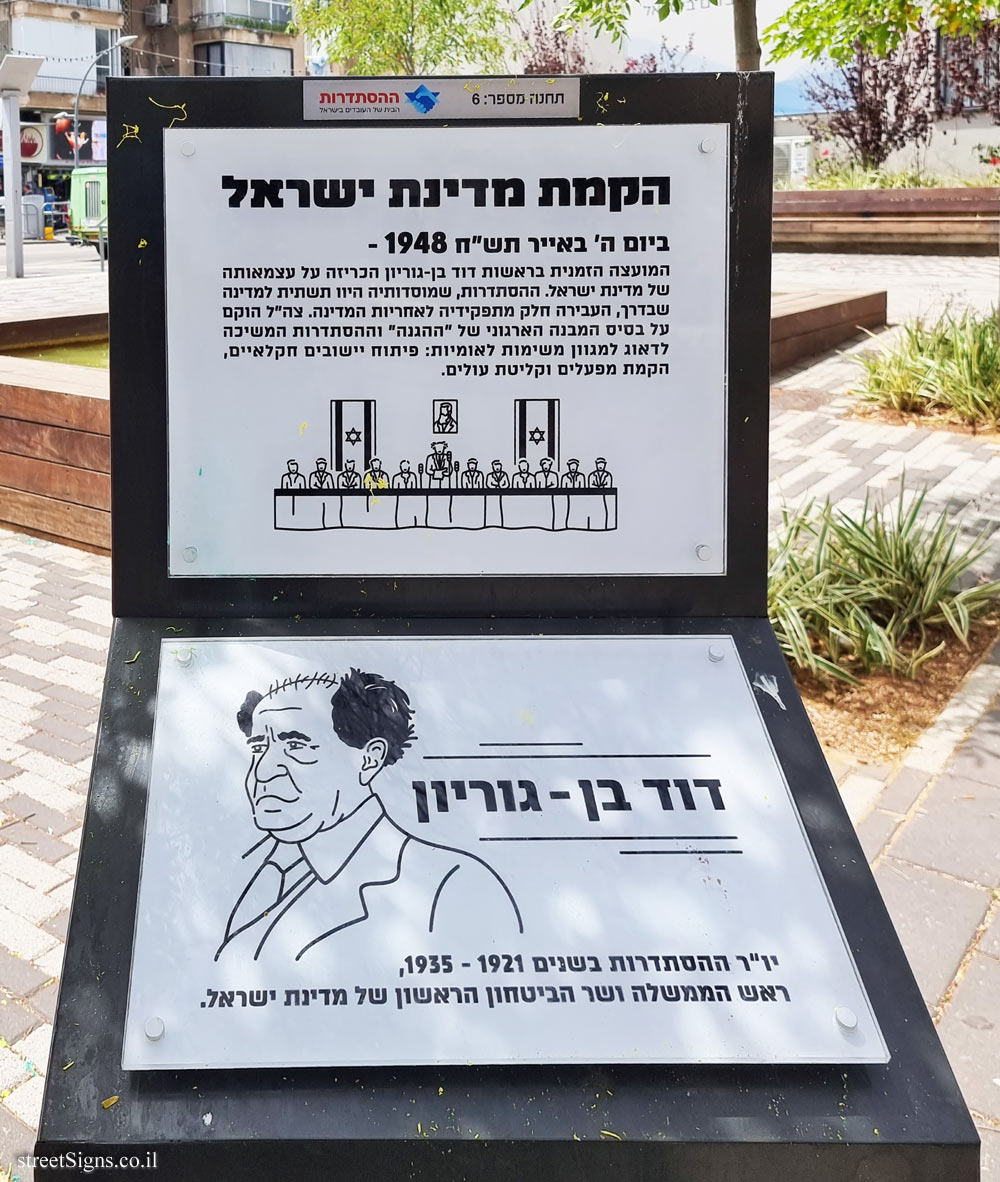 תחנה מספר: 6
ההסתדרות
הבית של העובדים בישראל
הקמת מדינת ישראל
ביום ה' באייר תש"ח 1948 -
המועצה הזמנית בראשות דוד בן-גוריון הכריזה על עצמאותה
של מדינת ישראל. ההסתדרות, שמוסדותיה היוו תשתית למדינה
שבדרך, העבירה חלק מתפקידיה לאחריות המדינה. צה"ל הוקם
על בסיס המבנה הארגוני של "ההגנה" וההסתדרות המשיכה
לדאוג למגוון משימות לאומיות: פיתוח יישובים חקלאיים,
הקמת מפעלים וקליטת עולים.
דוד בן - גוריון
יו"ר ההסתדרות בשנים 1921 - 1935,
ראש הממשלה ושר הביטחון הראשון של מדינת ישראל.
streetSigns.co.il